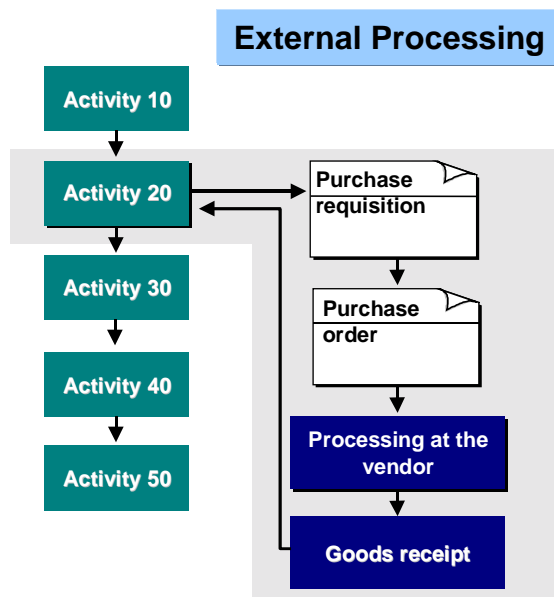 External Processing
Activity 10
Activity 20
Activity 30
Activity 40
Activity 50
Purchase
requisition
Purchase
order
Processing at the
vendor
Goods receipt